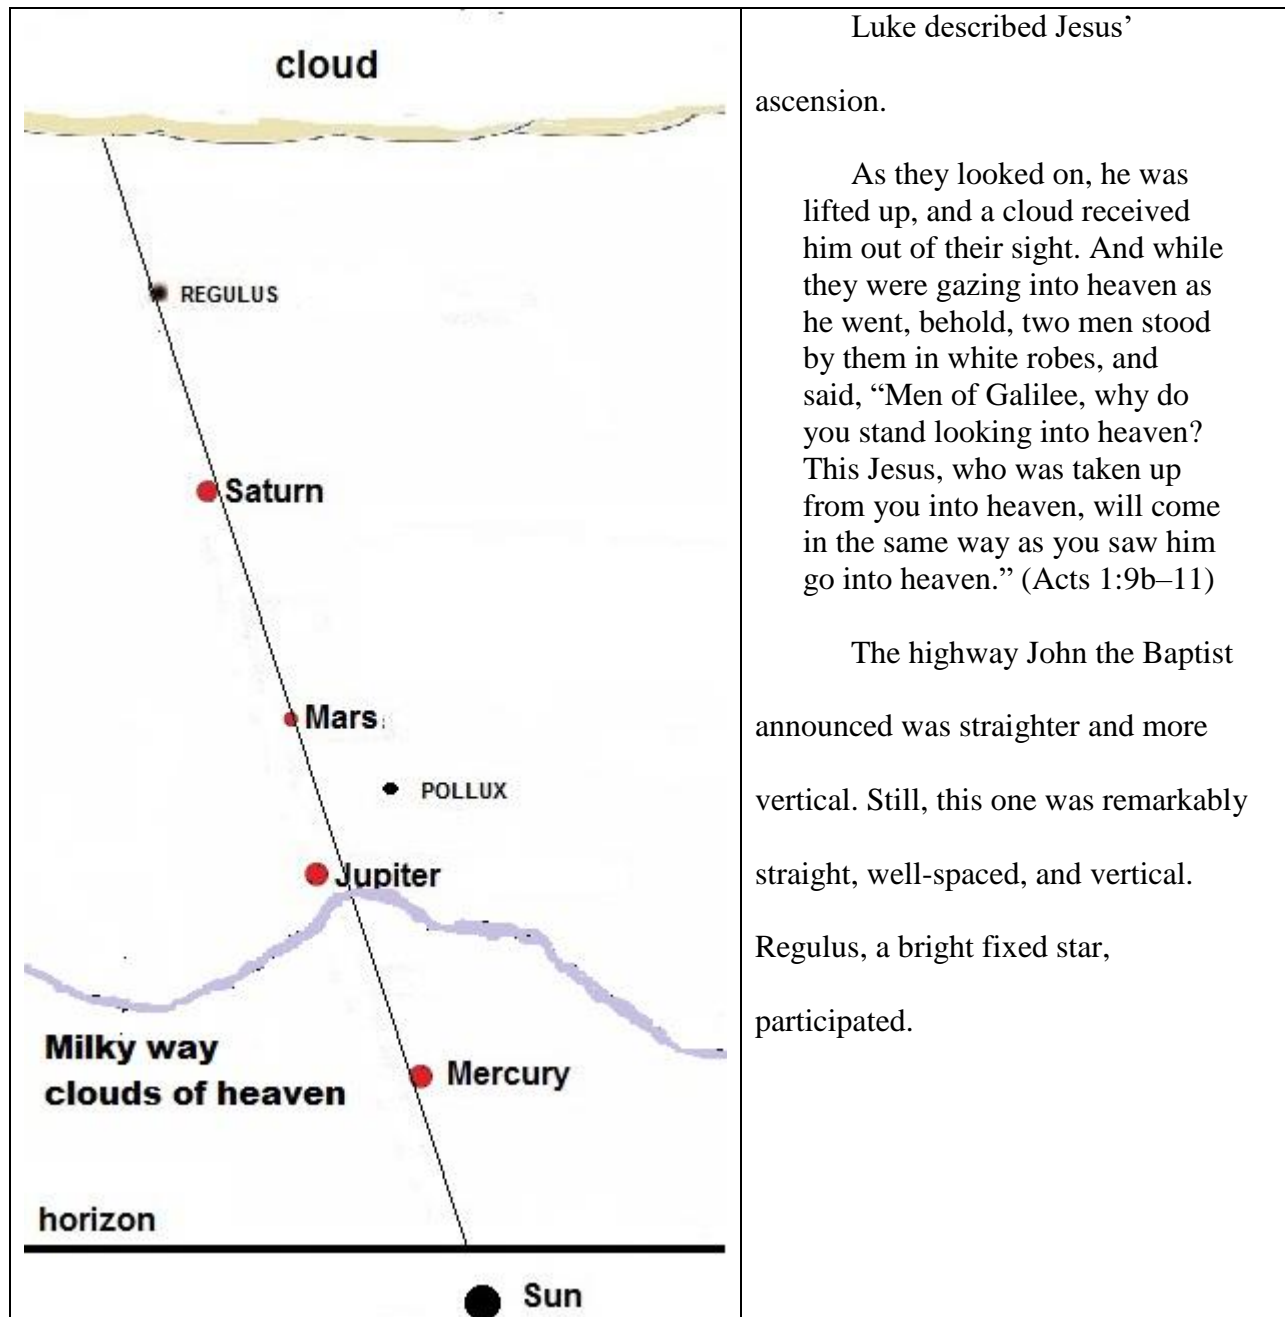 cloud
REGULUS
Saturn
Mars
POLLUX
Jupiter
Milky way
clouds of heaven
Mercury
horizon
Sun
Luke described Jesus’
ascension.
As they looked on, he was
lifted up, and a cloud received
him out of their sight. And while
they were gazing into heaven as
he went, behold, two men stood
by them in white robes, and
said, “Men of Galilee, why do
you stand looking into heaven?
This Jesus, who was taken up
from you into heaven, will come
in the same way as you saw him
go into heaven.” (Acts 1:9b–11)
The highway John the Baptist
announced was straighter and more
vertical. Still, this one was remarkably
straight, well-spaced, and vertical.
Regulus, a bright fixed star,
participated.